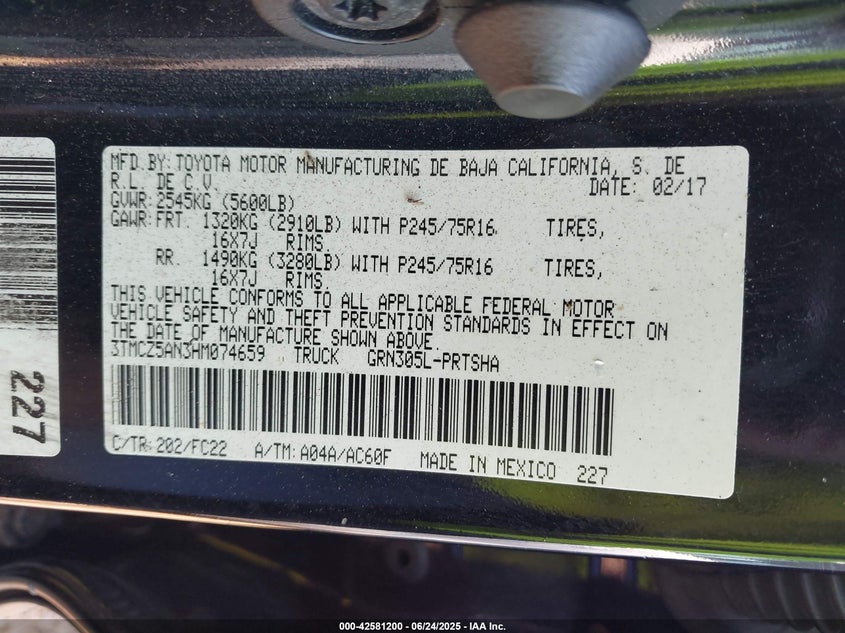 MFD.BY:TOYOTA MOTOR MANUFACTURING DE BAJA CALIFORNIA, S. DE
R.L. DE C.V. DATE: 02/17
GVWR:2545KG (5600LB)
GAWR:FRT. 1320KG (2910LB) WITH P245/75R16 TIRES,
16X7J RIMS.
RR. 1490KG (3280LB) WITH P245/75R16 TIRES,
16X7J RIMS.
THIS VEHICLE CONFORMS TO ALL APPLICABLE FEDERAL MOTOR
VEHICLE SAFETY AND THEFT PREVENTION STANDARDS IN EFFECT ON
THE DATE OF MANUFACTURE SHOWN ABOVE.
3TMCZ5AN3HM074659 TRUCK GRN305L-PRTSHA
C/TR:202/FC22 A/TM:A04A/AC60F MADE IN MEXICO 227
227
000-42581200 - 06/24/2025 - IAA Inc.